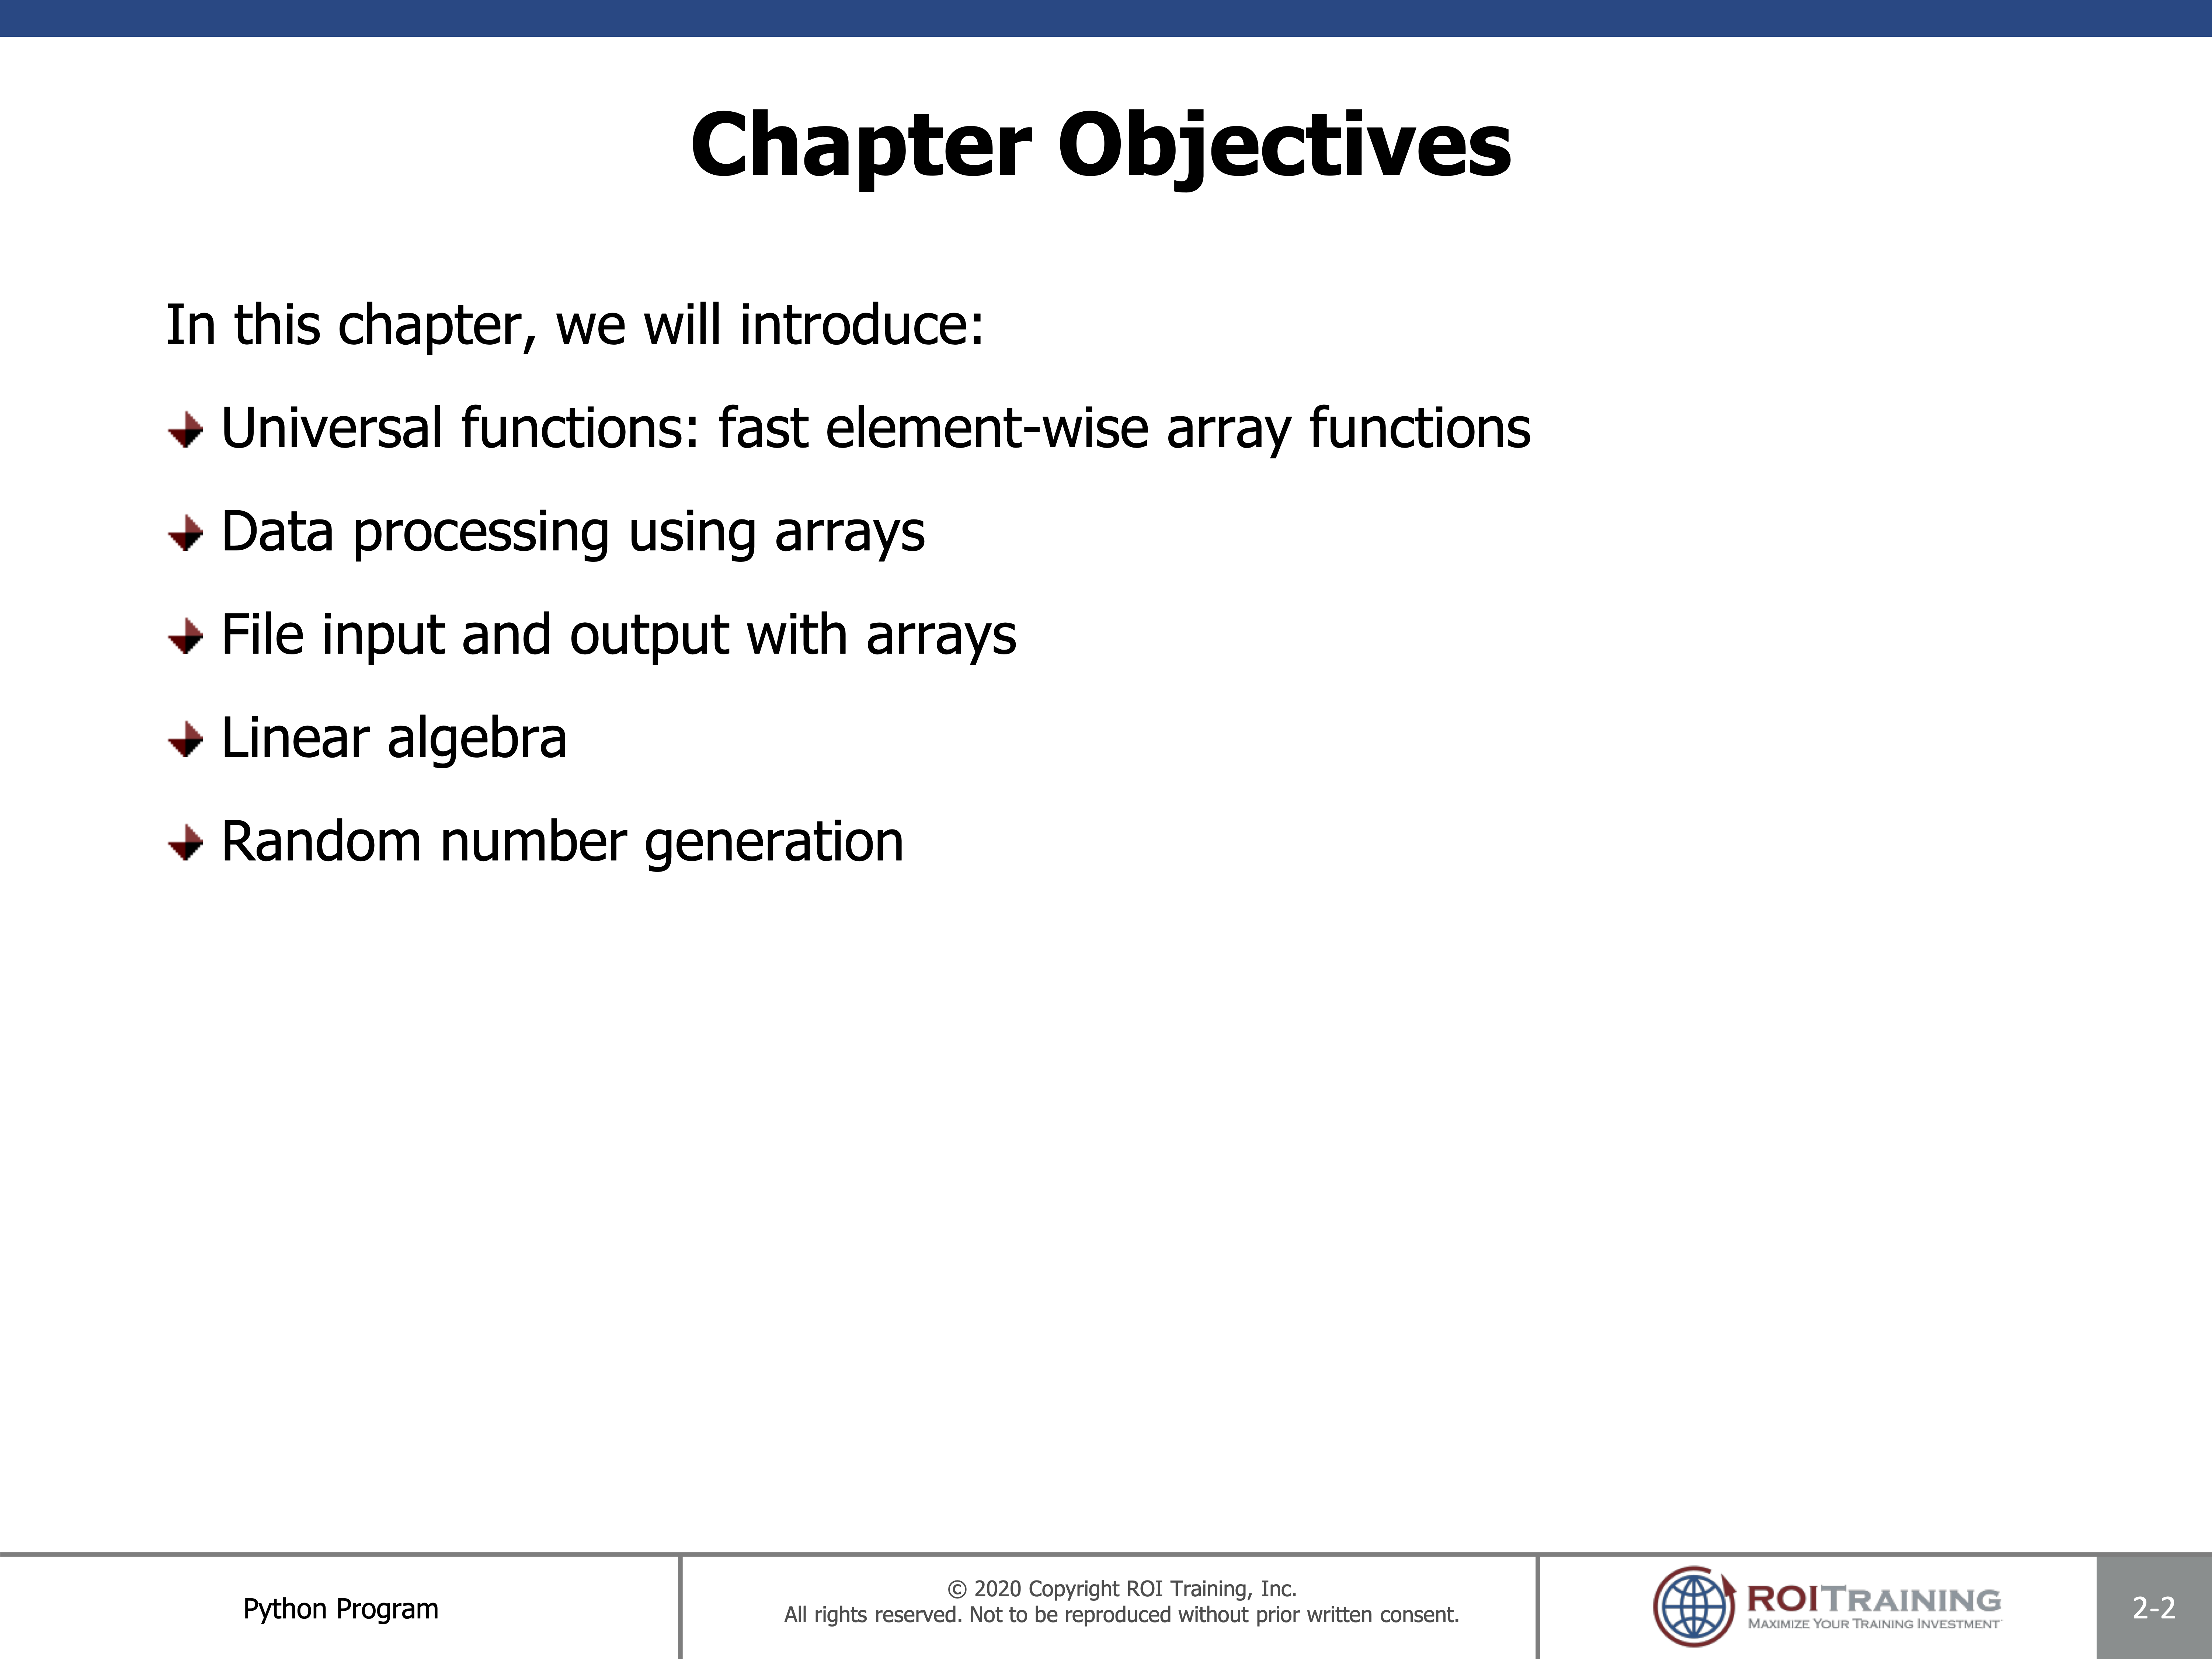 Chapter Objectives
In this chapter, we will introduce:
Universal functions: fast element-wise array functions
Data processing using arrays
File input and output with arrays
Linear algebra
Random number generation
Python Program
© 2020 Copyright ROI Training, Inc.
All rights reserved. Not to be reproduced without prior written consent.
ROITRAINING
MAXIMIZE YOUR TRAINING INVESTMENT
2-2